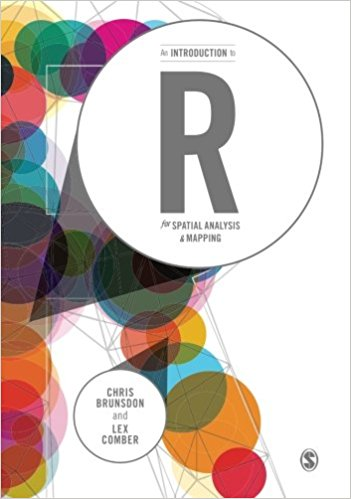 An INTRODUCTION to
R
for SPATIAL ANALYSIS
& MAPPING
CHRIS
BRUNSDON
and
LEX
COMBER
S